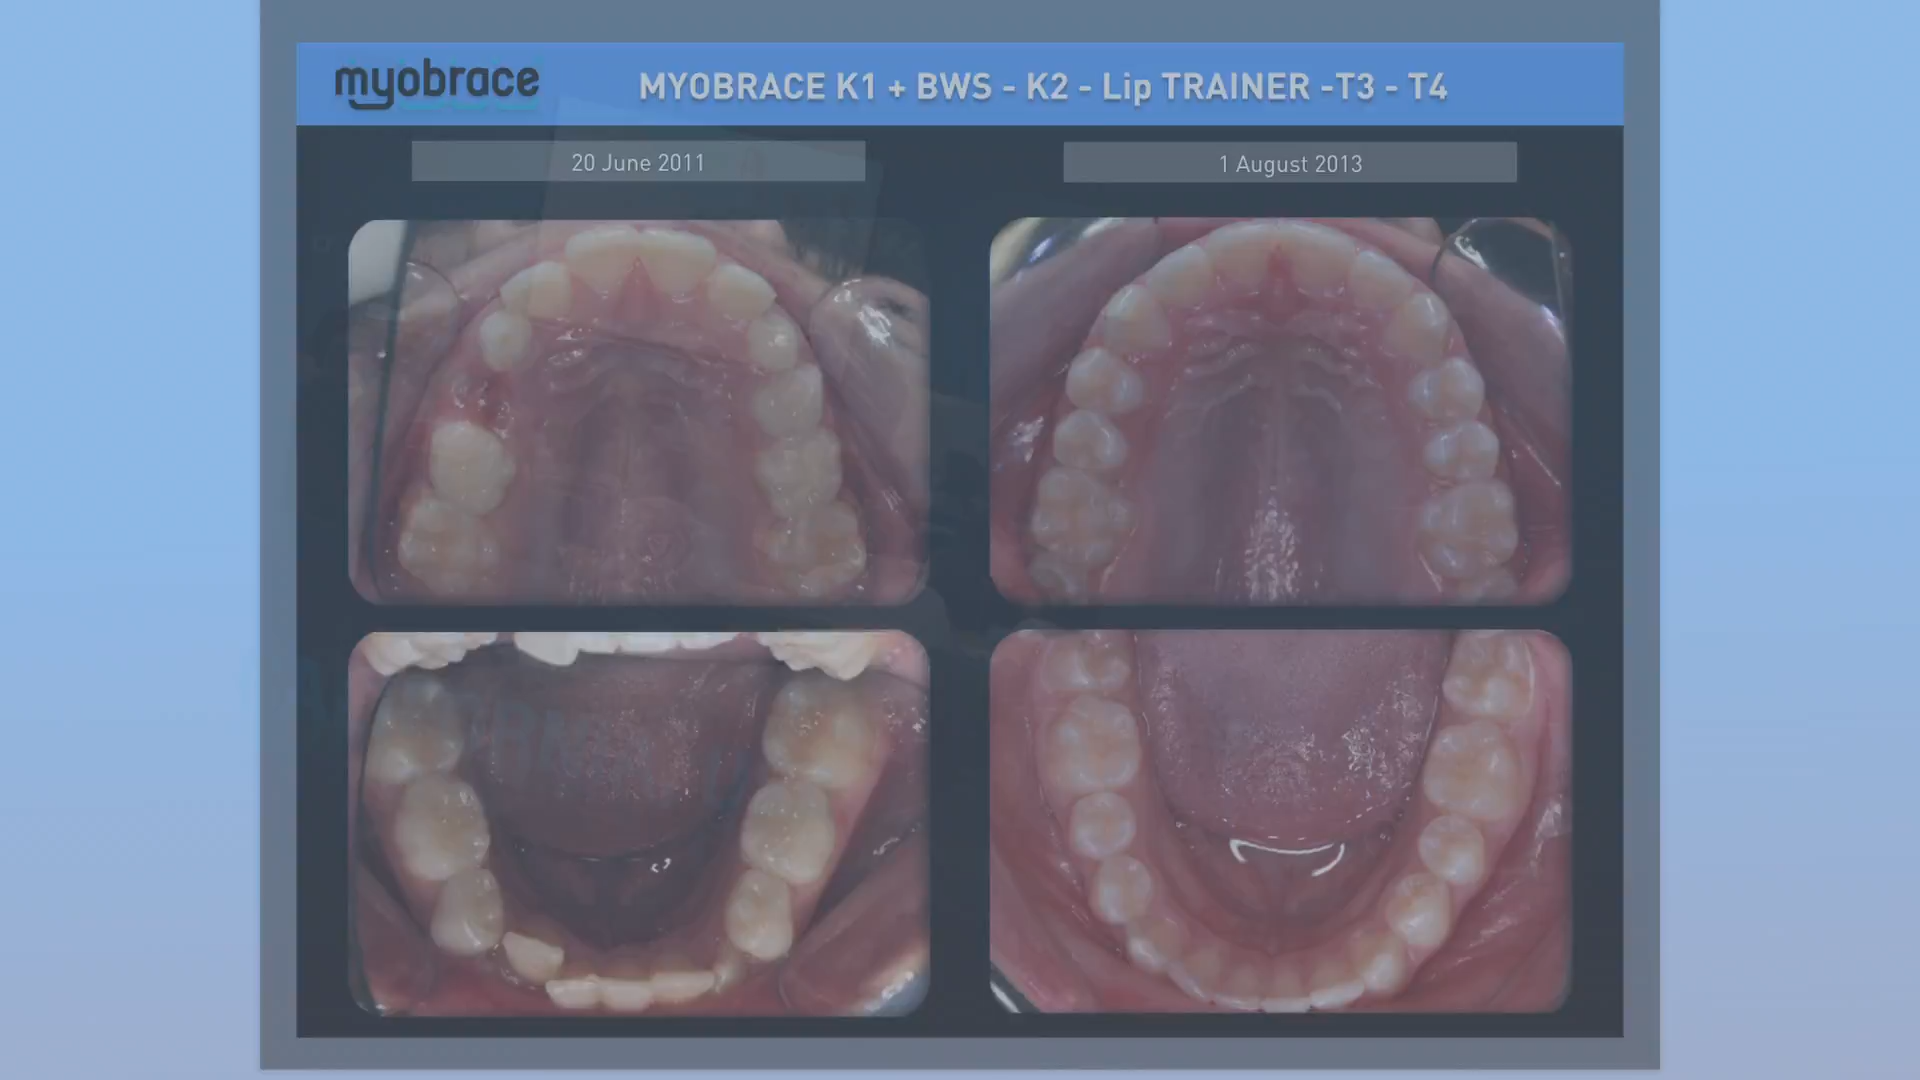 myobrace
MYOBRACE K1 + BWS - K2 - Lip TRAINER -T3 - T4
20 June 2011
1 August 2013